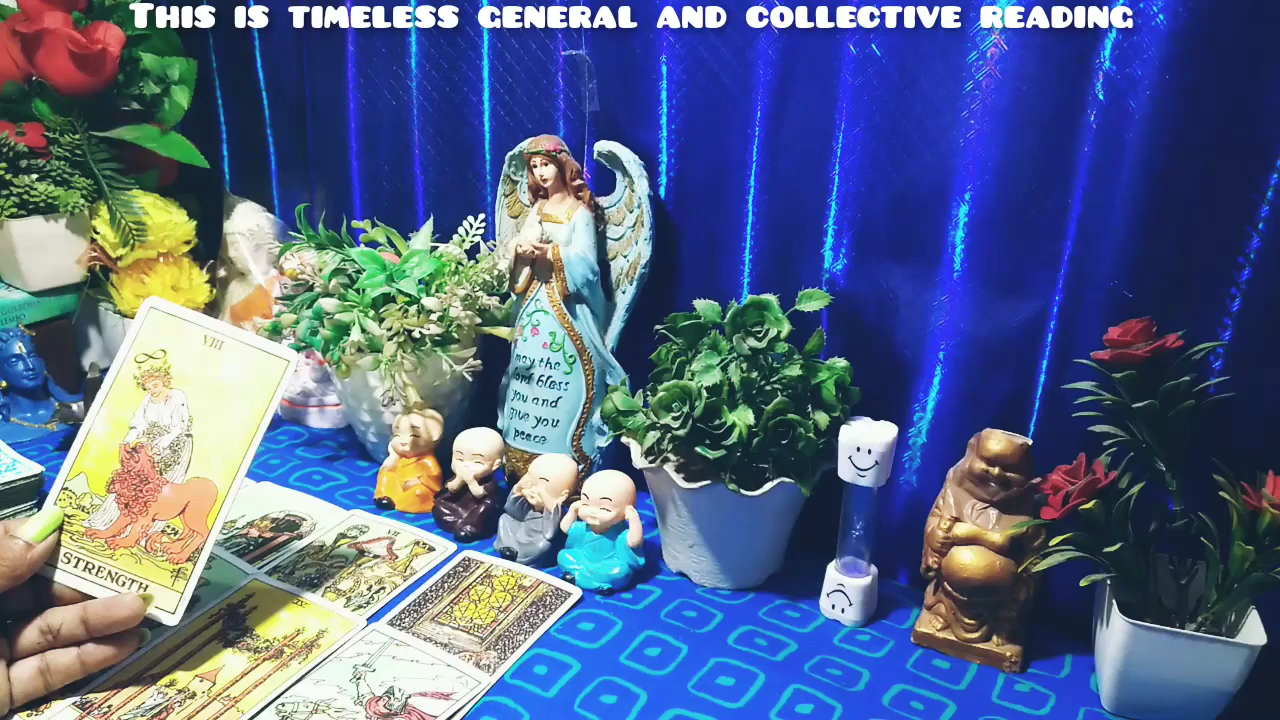 This is timeless general and collective reading
VIII
STRENGTH
may the
lord bless
you and
give you
peace